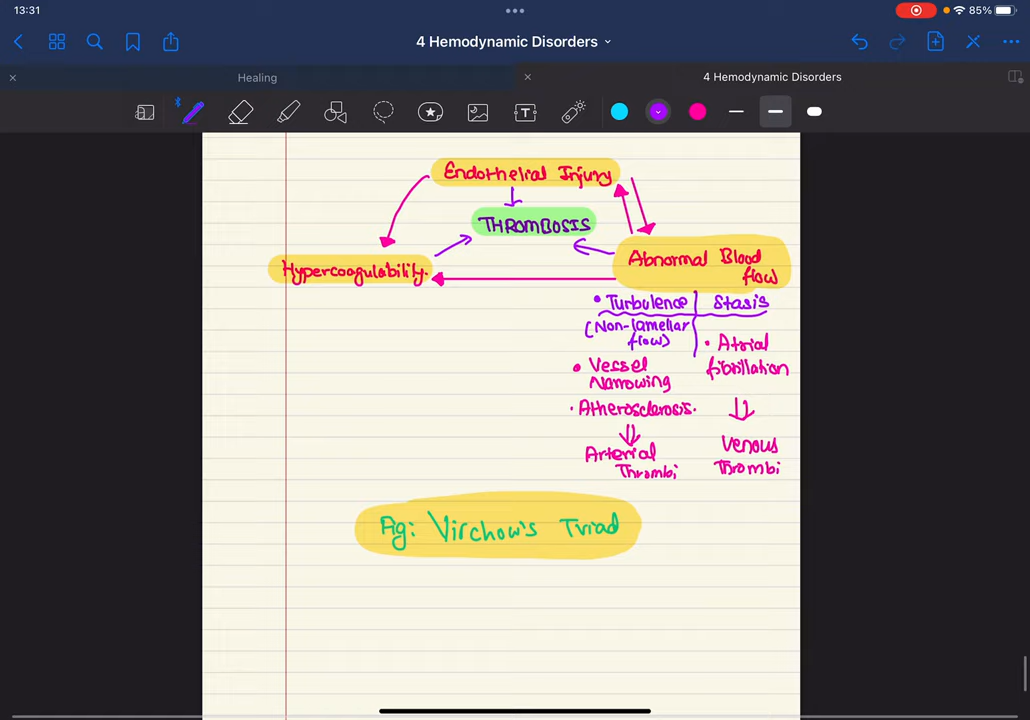 13:31
85%
4 Hemodynamic Disorders
Healing
4 Hemodynamic Disorders
T
Endothelial Injury
THROMBOSIS
Hypercoagulability.
Abnormal Blood
flow
• Turbulence
Stasis
(Non-lamellar
flow)
• Vessel
Narrowing
· Atherosclerosis.
Arterial
Thrombi
• Atrial
fibrillation
Venous
Thrombi
Fig: Virchow's Triad